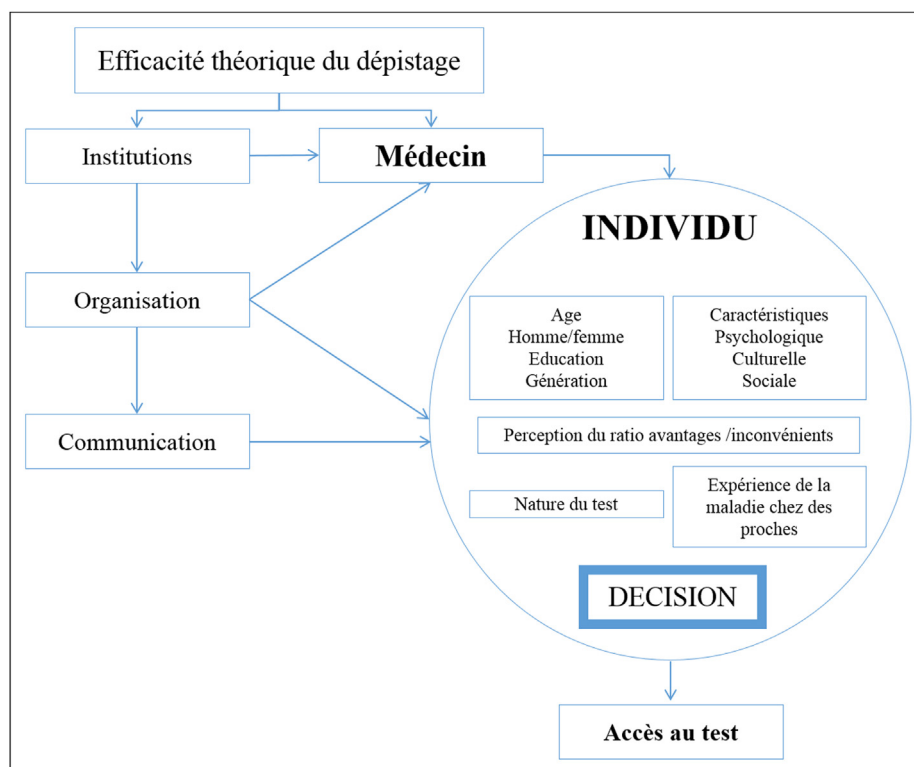 Efficacité théorique du dépistage
Institutions
Médecin
INDIVIDU
Organisation
Age
Homme/femme
Education
Génération
Caractéristiques
Psychologique
Culturelle
Sociale
Communication
Perception du ratio avantages /inconvénients
Nature du test
Expérience de la
maladie chez des
proches
DECISION
Accès au test